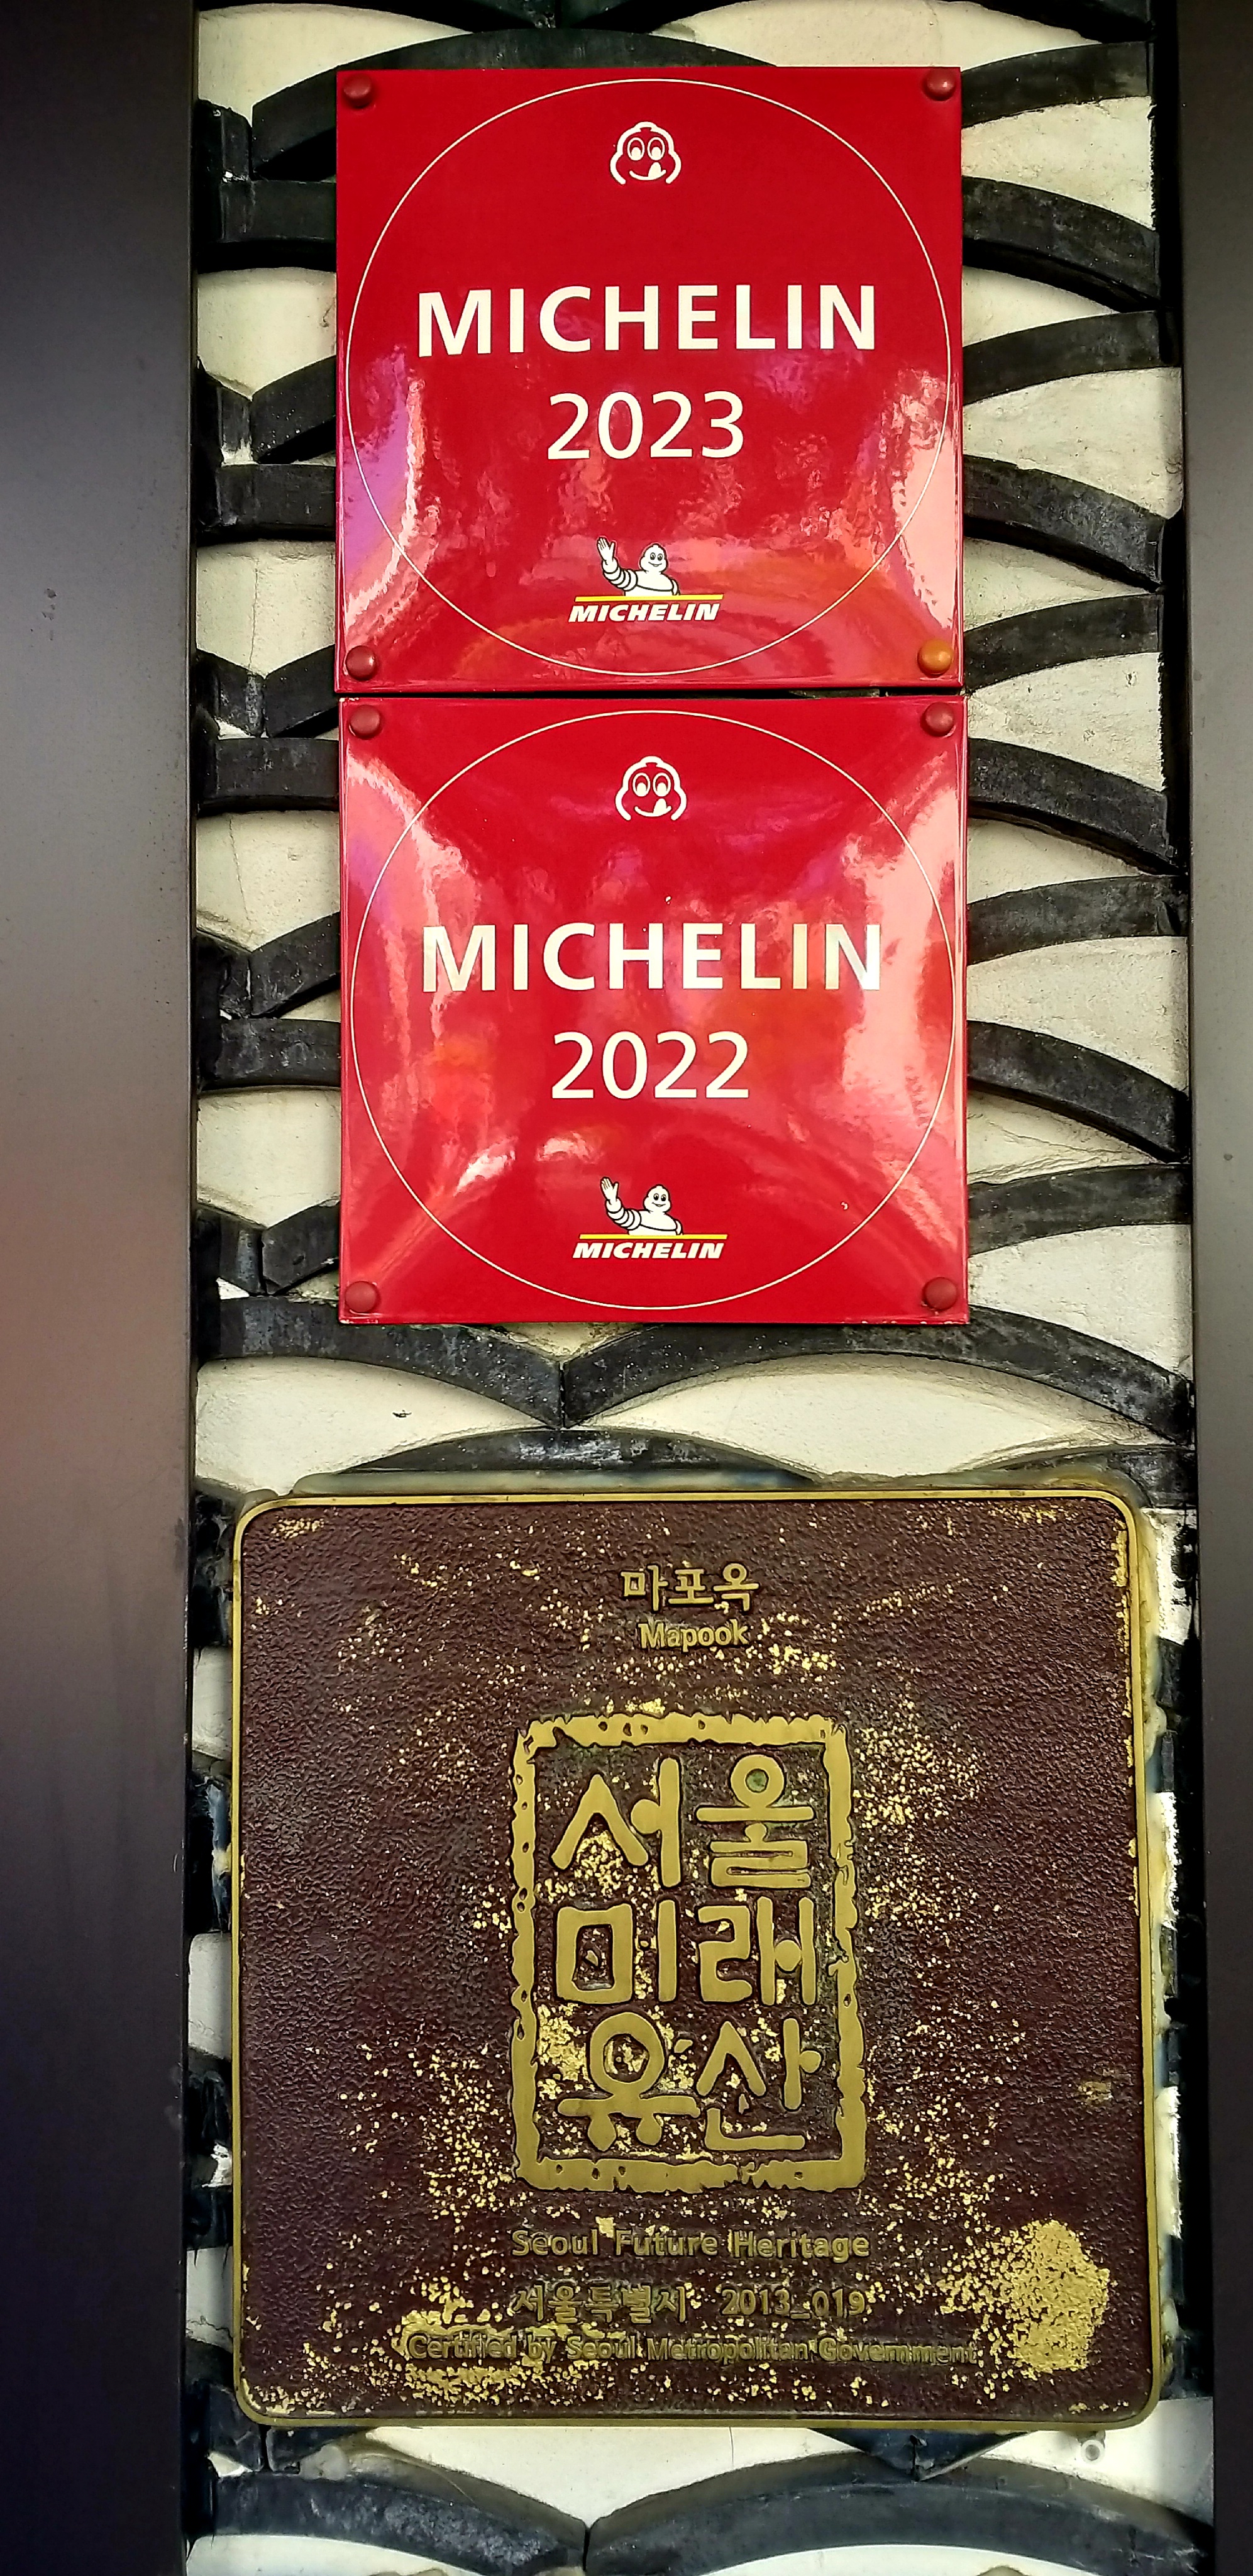 MICHELIN
2023
MICHELIN
MICHELIN
2022
MICHELIN
마포옥
Mapook
서울
미래
유산
Seoul Future Heritage
서울특별시 2013_019
Certified by Seoul Metropolitan Government